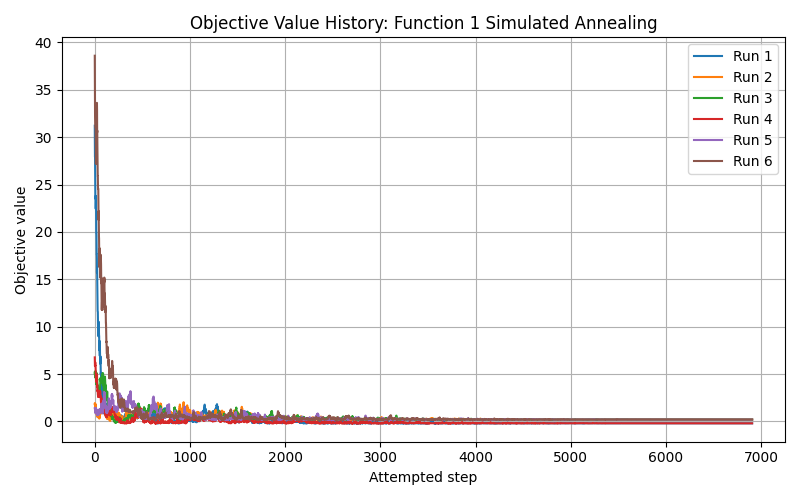 Objective Value History: Function 1 Simulated Annealing
40
35
30
25
20
15
10
5
0
Objective value
0
1000
2000
3000
4000
5000
6000
7000
Attempted step
Run 1
Run 2
Run 3
Run 4
Run 5
Run 6